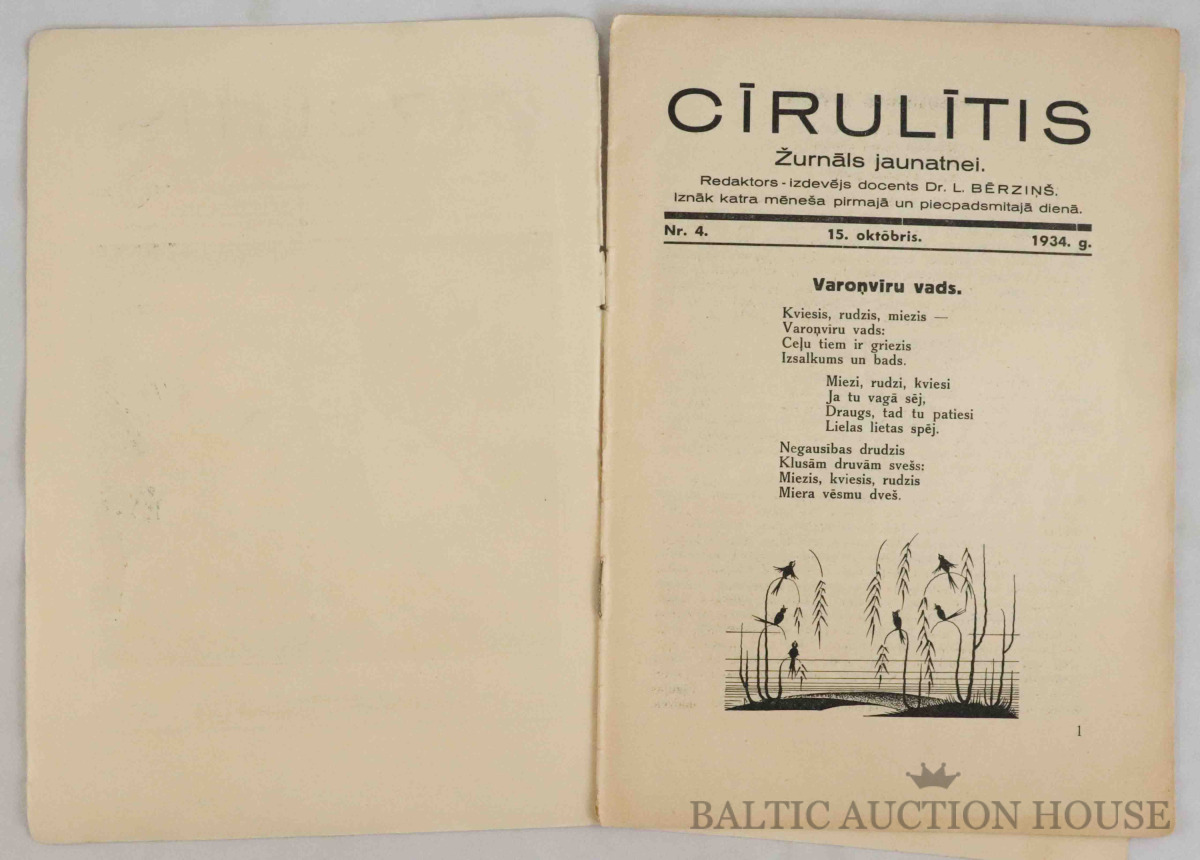 CĪRULĪTIS
Žurnāls jaunatnei.
Redaktors - izdevējs docents Dr. L. BĒRZIŅŠ.
Iznāk katra mēneša pirmajā un piecpadsmitajā dienā.
Nr. 4. 15. oktōbris. 1934. g.
Varoņvīru vads.
Kviesis, rudzis, miezis —
Varoņvīru vads:
Ceļu tiem ir griezis
Izsalkums un bads.
Miezi, rudzi, kviesi
Ja tu vagā sēj,
Draugs, tad tu patiesi
Lielas lietas spēj.
Negausības drudzis
Klusām druvām svešs:
Miezis, kviesis, rudzis
Miera vēsmu dveš.
1
BALTIC AUCTION HOUSE